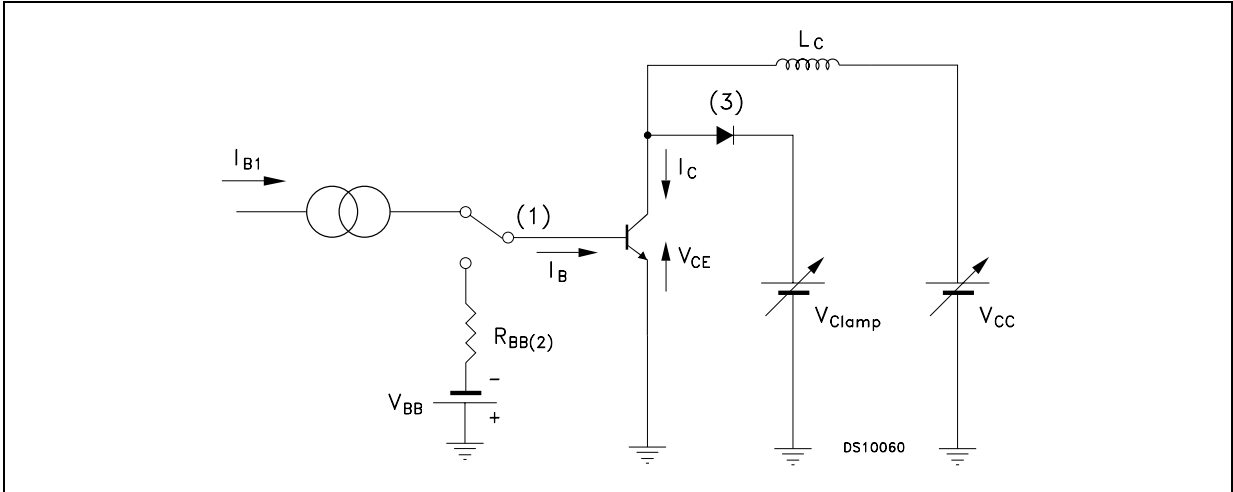 L_C
(3)
I_B1
I_C
(1)
I_B
V_CE
R_BB(2)
V_Clamp
V_CC
V_BB
−
+
DS10060